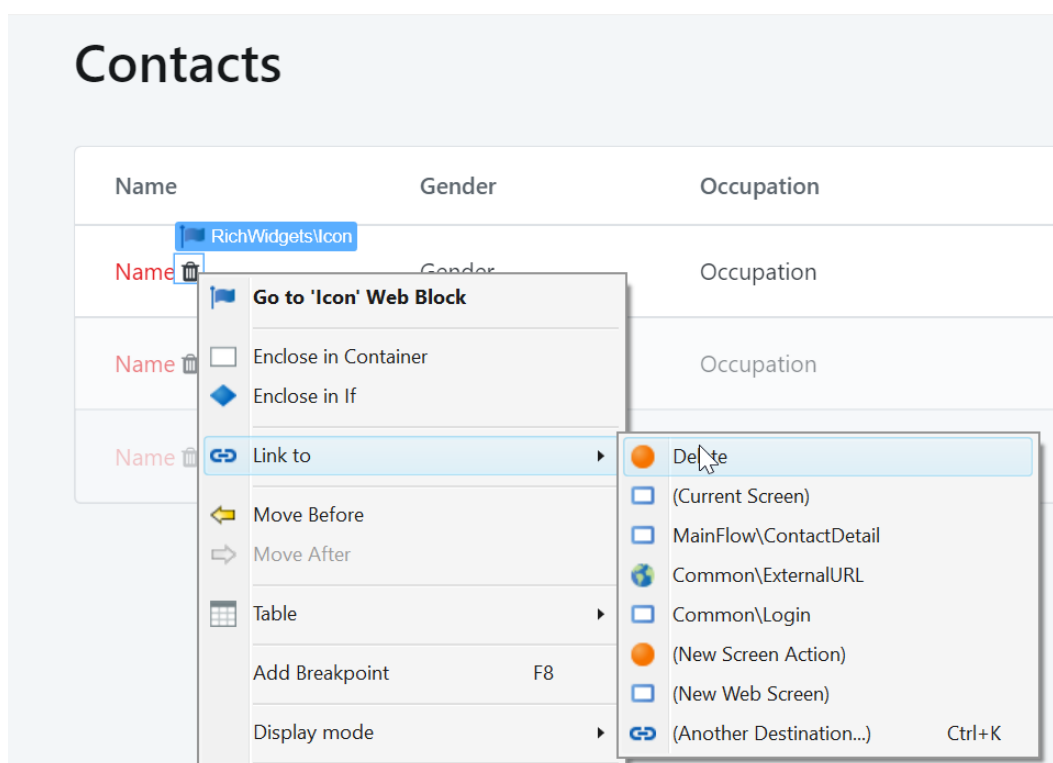 Contacts
Name Gender Occupation
RichWidgets\Icon
Name Gender Occupation
Go to 'Icon' Web Block
Enclose in Container
Name Occupation
Enclose in If
Name
Link to
Delete
(Current Screen)
Move Before
MainFlow\ContactDetail
Move After
Common\ExternalURL
Table
Common\Login
(New Screen Action)
Add Breakpoint F8
(New Web Screen)
Display mode
(Another Destination...) Ctrl+K